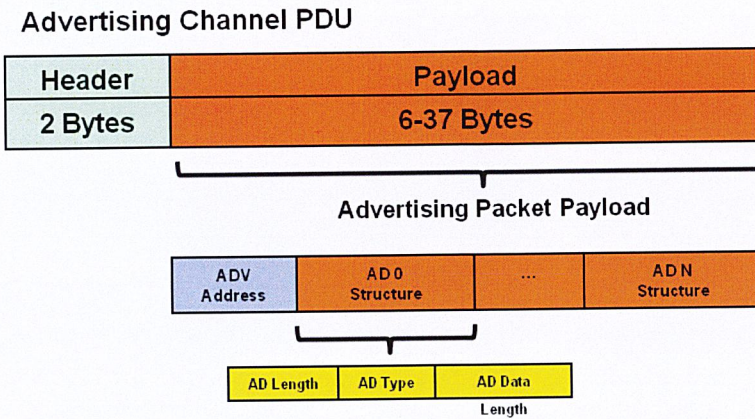 Advertising Channel PDU
Header Payload
2 Bytes 6-37 Bytes
Advertising Packet Payload
ADV AD 0 ... AD N
Address Structure Structure
AD Length AD Type AD Data
Length